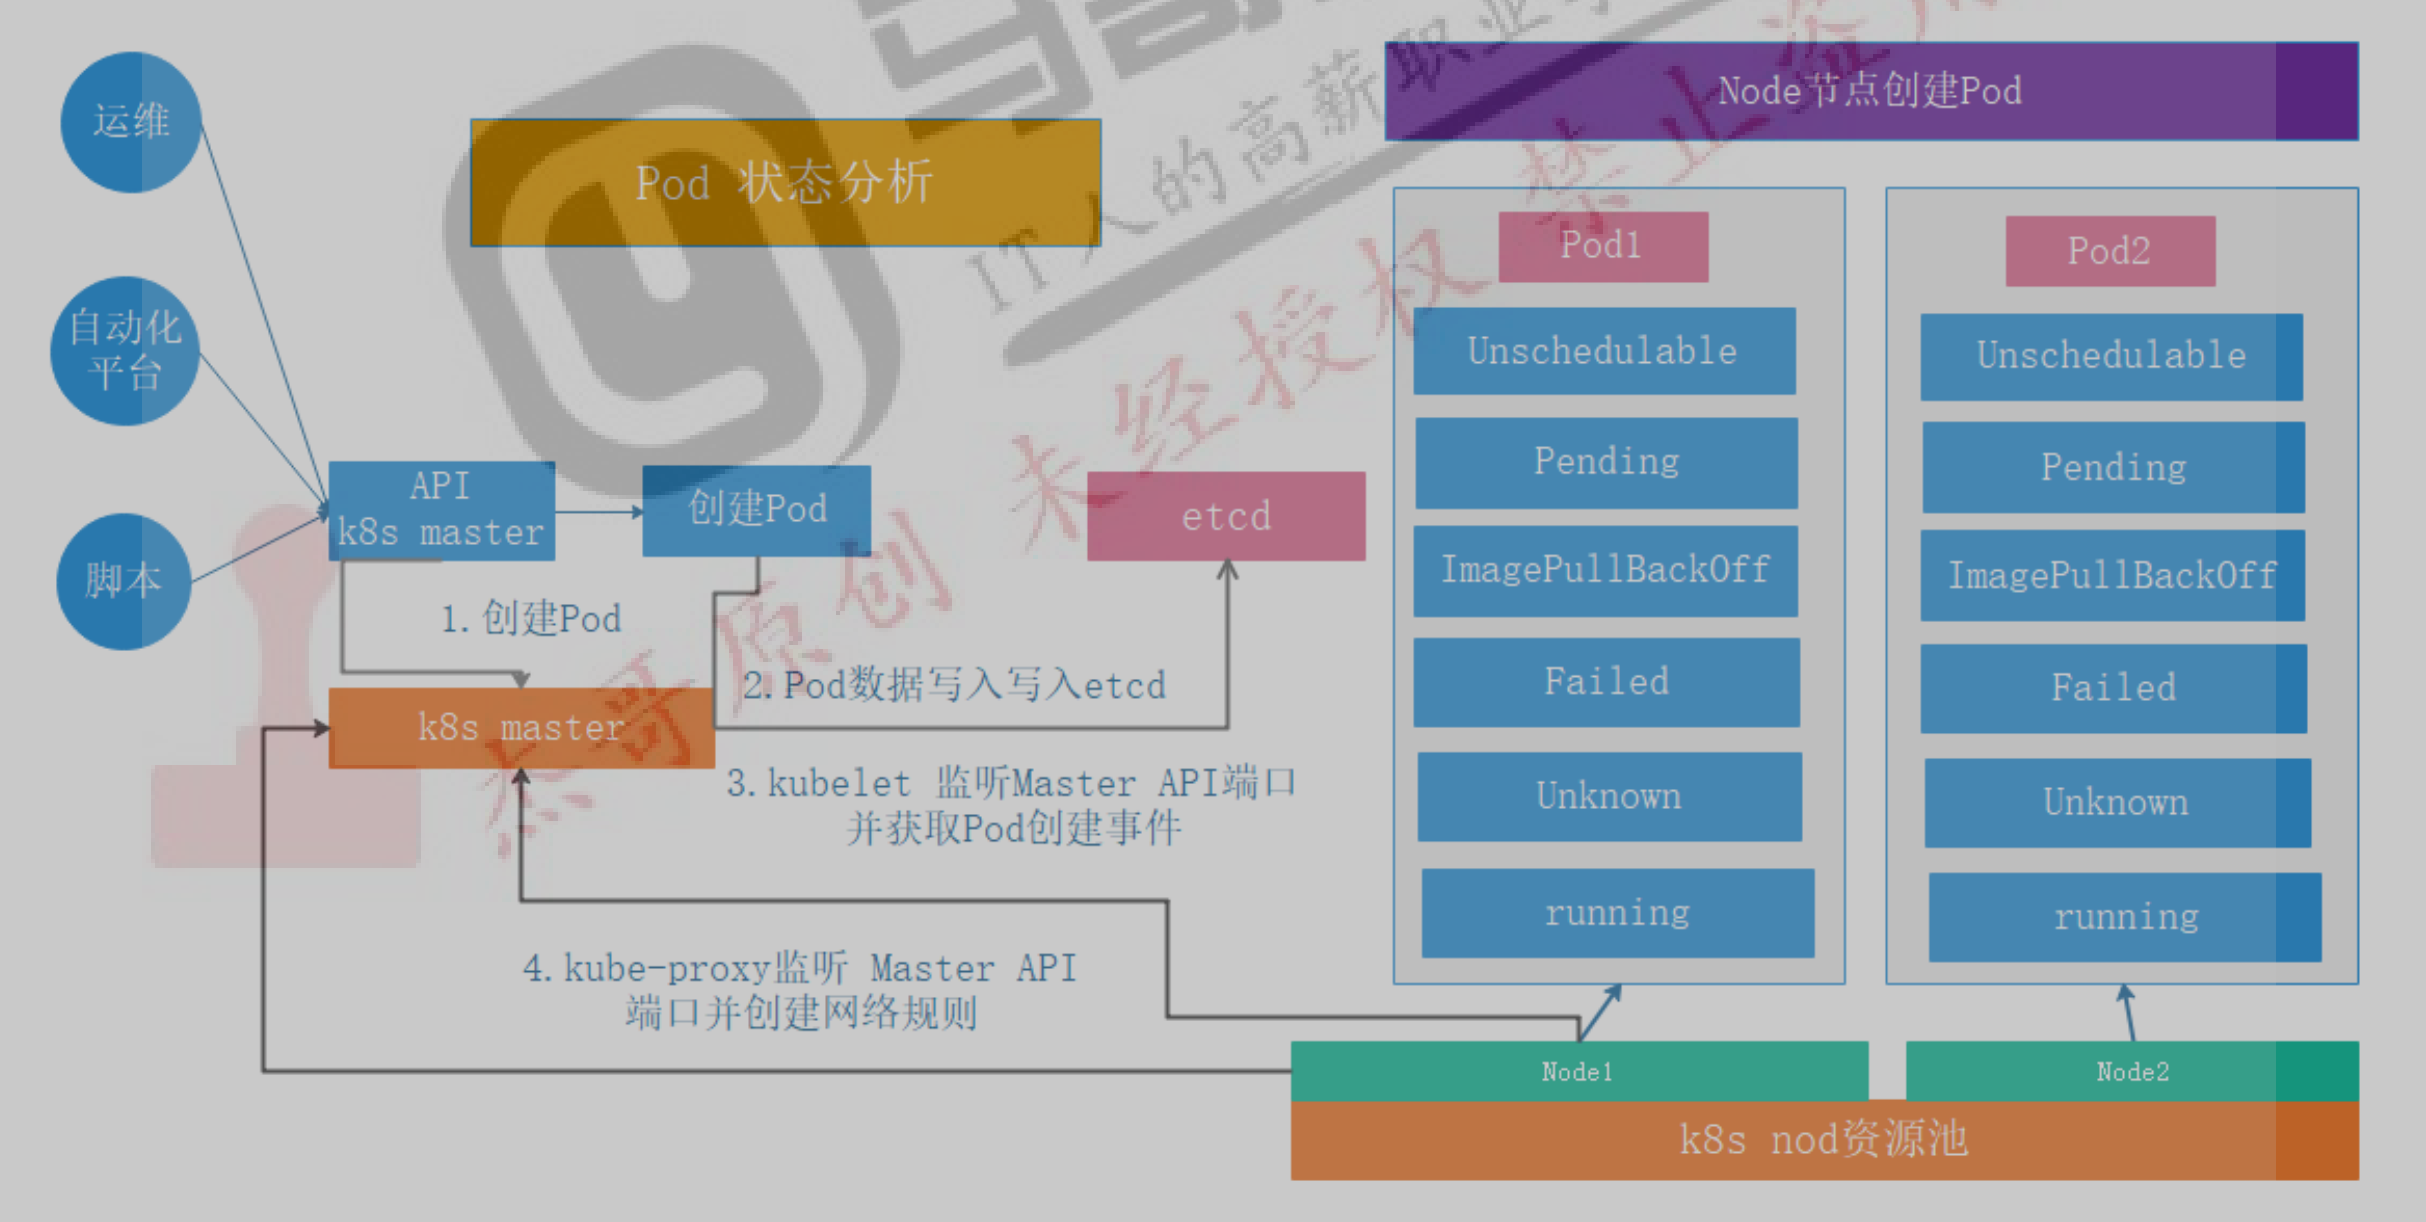 运维
自动化
平台
脚本
Pod 状态分析
API
k8s master
创建Pod
etcd
1.创建Pod
k8s master
2.Pod数据写入写入etcd
3.kubelet 监听Master API端口
并获取Pod创建事件
4.kube-proxy监听 Master API
端口并创建网络规则
Node节点创建Pod
Pod1
Unschedulable
Pending
ImagePullBackOff
Failed
Unknown
running
Pod2
Unschedulable
Pending
ImagePullBackOff
Failed
Unknown
running
Node1
Node2
k8s nod资源池
IT人的高薪职业
杰哥原创 未经授权 禁止盗用